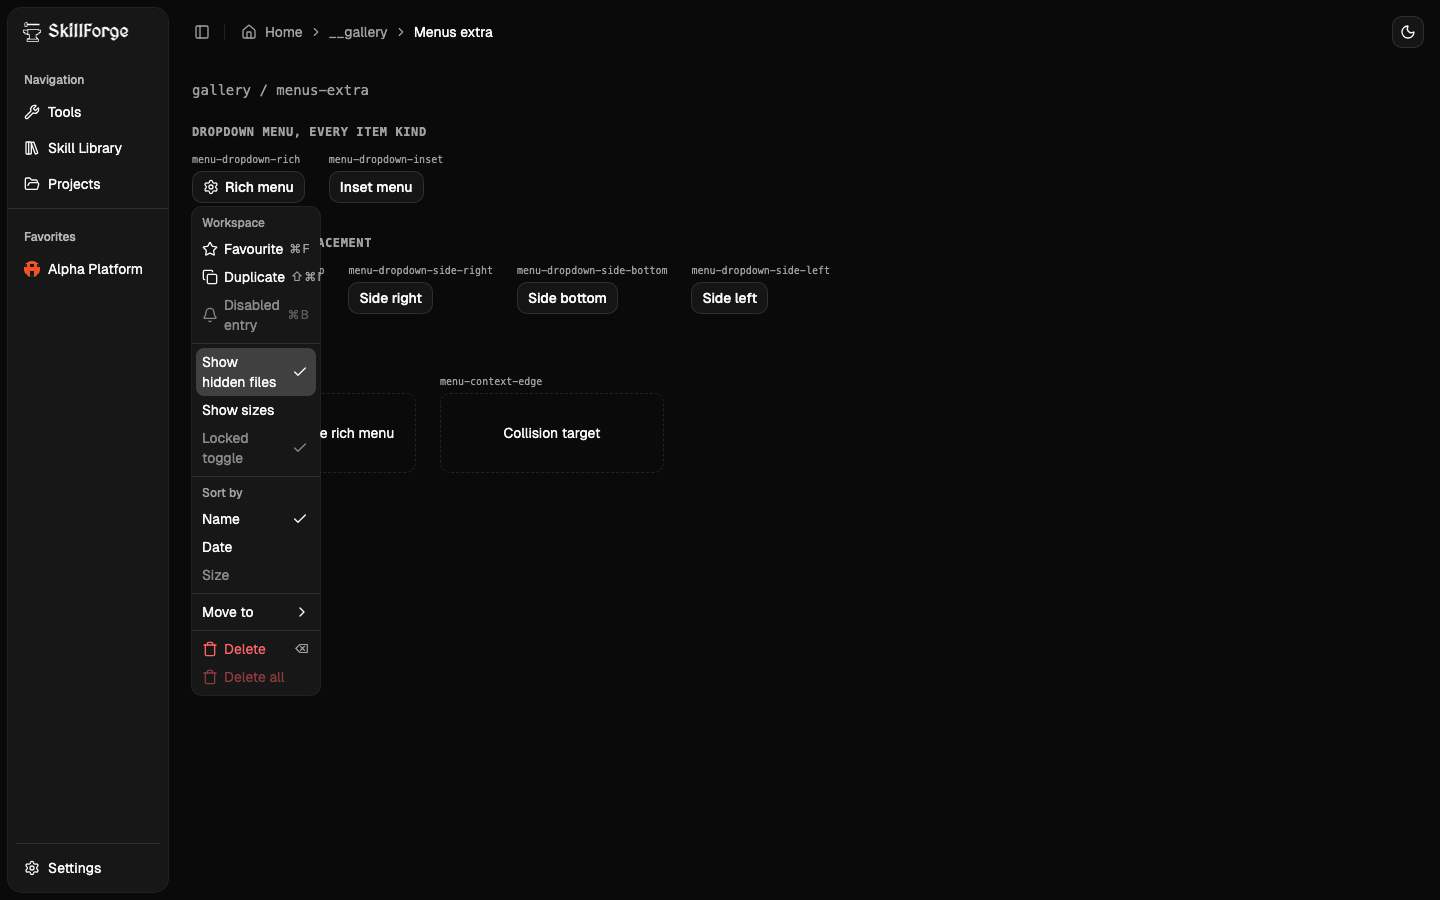 SkillForge
Home
__gallery
Menus extra
Navigation
Tools
Skill Library
Projects
Favorites
Alpha Platform
Settings
gallery / menus-extra
DROPDOWN MENU, EVERY ITEM KIND
menu-dropdown-rich
menu-dropdown-inset
Rich menu
Inset menu
Workspace
Favourite ⌘F
Duplicate ⇧⌘
Disabled
entry
⌘B
Show
hidden files
Show sizes
Locked
toggle
Sort by
Name
Date
Size
Move to
Delete ⌫
Delete all
ACEMENT
menu-dropdown-side-right
menu-dropdown-side-bottom
menu-dropdown-side-left
Side right
Side bottom
Side left
menu-context-edge
e rich menu
Collision target